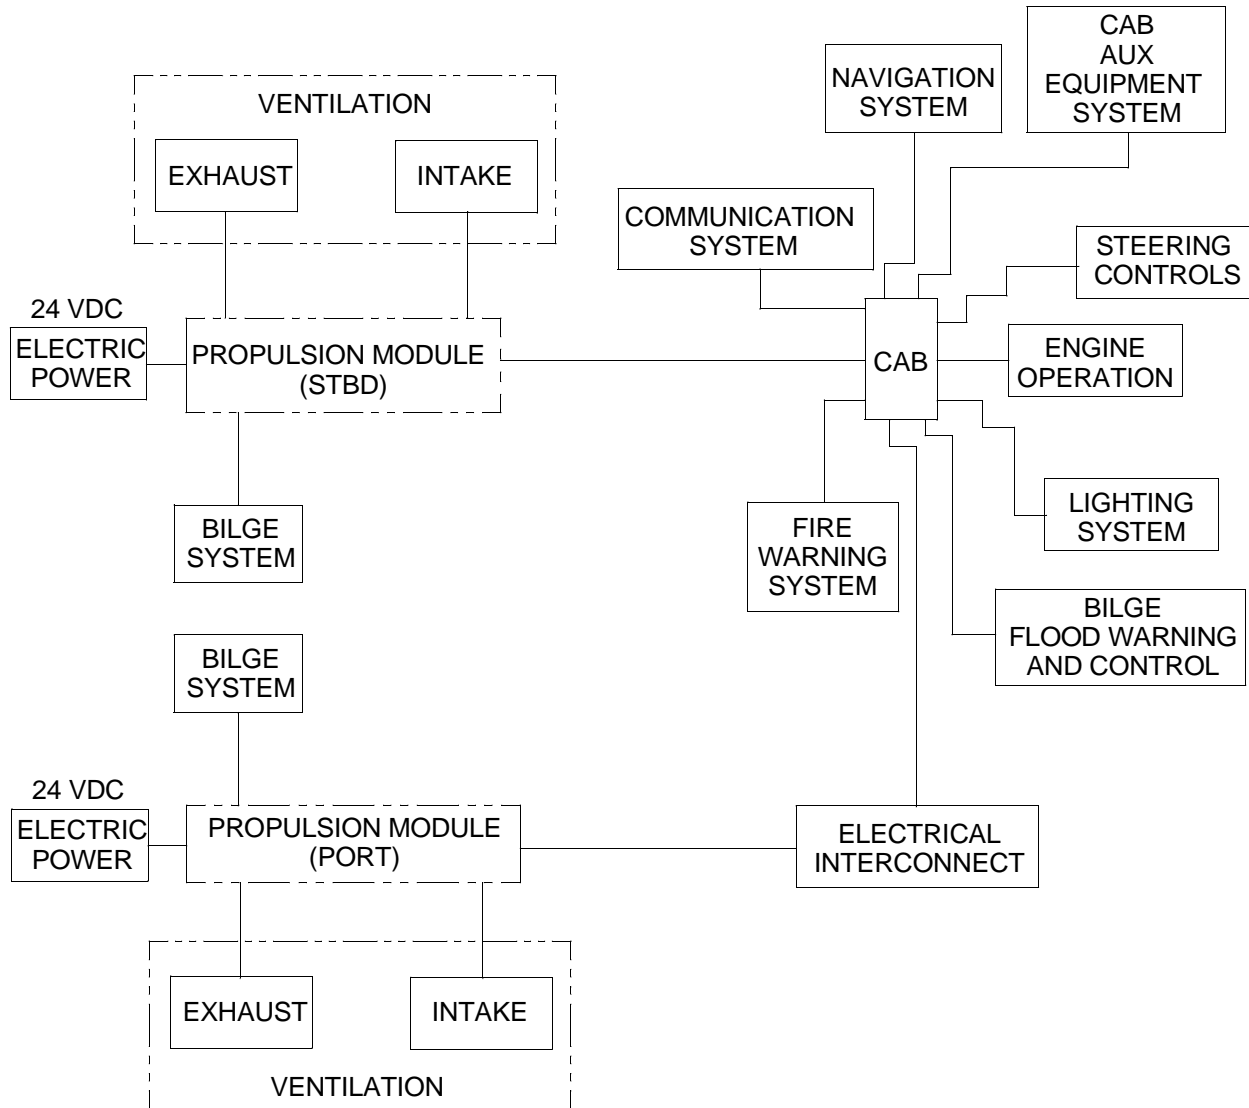 CAB
AUX
EQUIPMENT
SYSTEM
NAVIGATION
SYSTEM
VENTILATION
EXHAUST
INTAKE
COMMUNICATION
SYSTEM
STEERING
CONTROLS
24 VDC
ELECTRIC
POWER
PROPULSION MODULE
(STBD)
CAB
ENGINE
OPERATION
BILGE
SYSTEM
FIRE
WARNING
SYSTEM
LIGHTING
SYSTEM
BILGE
FLOOD WARNING
AND CONTROL
BILGE
SYSTEM
24 VDC
ELECTRIC
POWER
PROPULSION MODULE
(PORT)
ELECTRICAL
INTERCONNECT
EXHAUST
INTAKE
VENTILATION